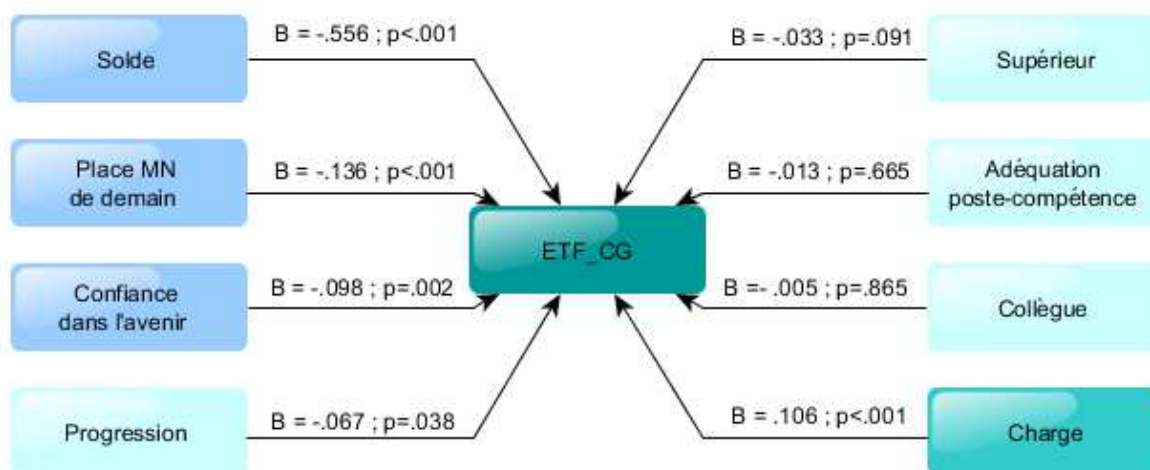 Solde
B = -.556 ; p<.001
B = -.033 ; p=.091
Supérieur
Place MN
de demain
B = -.136 ; p<.001
B = -.013 ; p=.665
Adéquation
poste-compétence
ETF_CG
Confiance
dans l'avenir
B = -.098 ; p=.002
B =- .005 ; p=.865
Collègue
Progression
B = -.067 ; p=.038
B = .106 ; p<.001
Charge